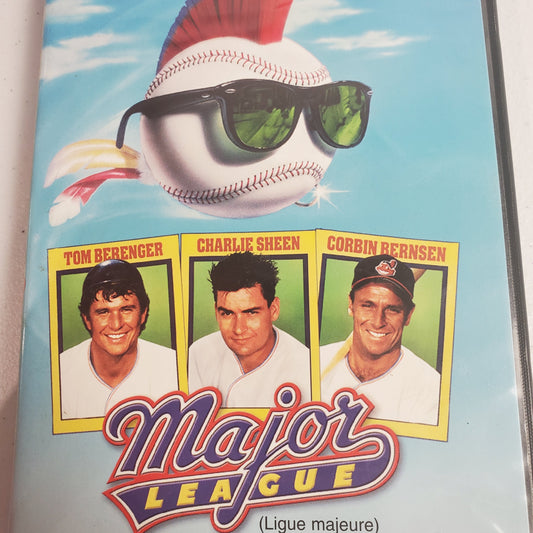 TOM BERENGER
CHARLIE SHEEN
CORBIN BERNSEN
Major
LEAGUE
(Ligue majeure)